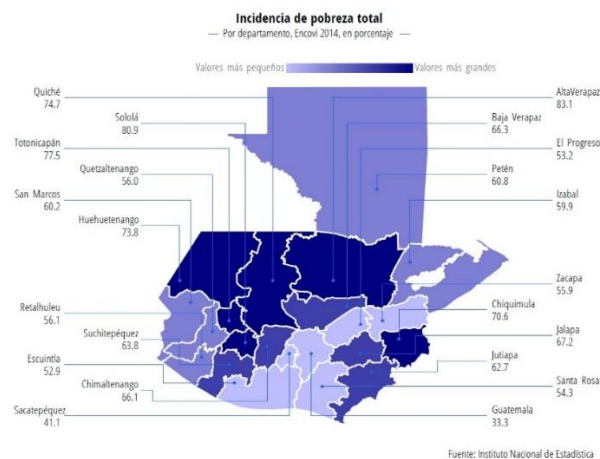 Incidencia de pobreza total
— Por departamento, Encovi 2014, en porcentaje —
Valores más pequeños
Valores más grandes
Quiché
74.7
Sololá
80.9
Totonicapán
77.5
Quetzaltenango
56.0
San Marcos
60.2
Huehuetenango
73.8
Retalhuleu
56.1
Suchitepéquez
63.8
Escuintla
52.9
Chimaltenango
66.1
Sacatepéquez
41.1
AltaVerapaz
83.1
Baja Verapaz
66.3
El Progreso
53.2
Petén
60.8
Izabal
59.9
Zacapa
55.9
Chiquimula
70.6
Jalapa
67.2
Jutiapa
62.7
Santa Rosa
54.3
Guatemala
33.3
Fuente: Instituto Nacional de Estadística